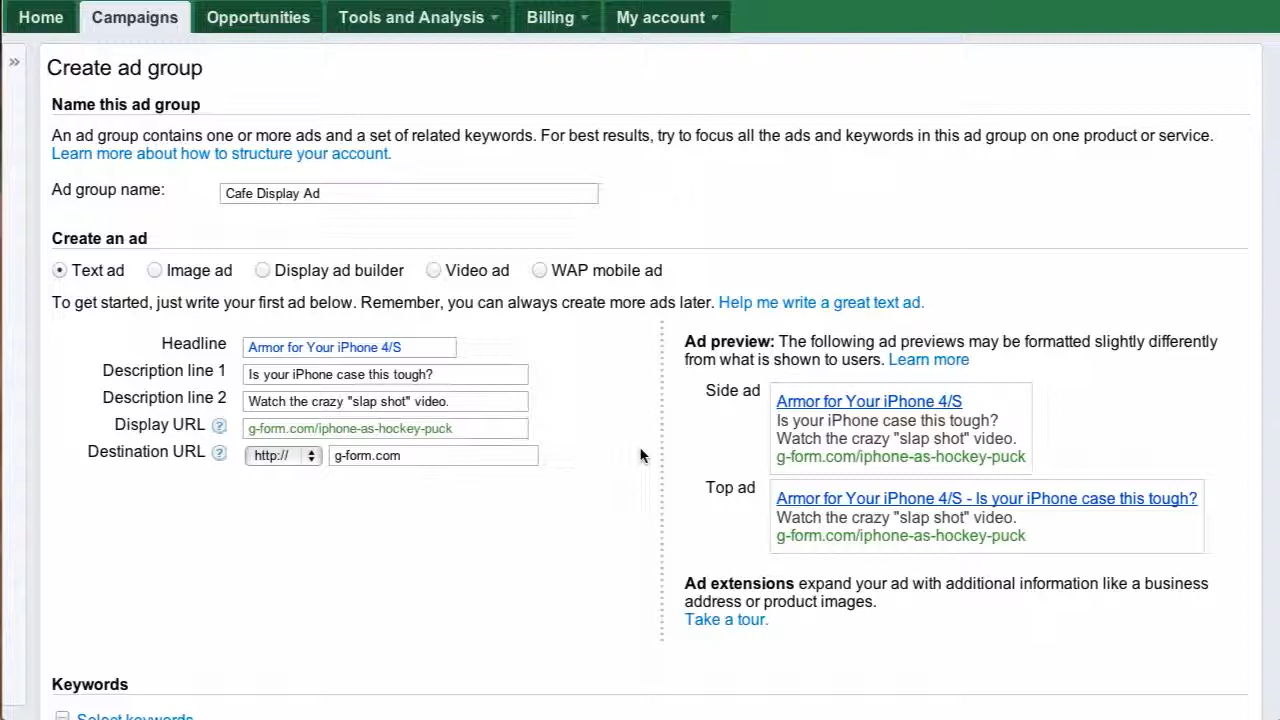 Home Campaigns Opportunities Tools and Analysis Billing My account
»
Create ad group
Name this ad group
An ad group contains one or more ads and a set of related keywords. For best results, try to focus all the ads and keywords in this ad group on one product or service.
Learn more about how to structure your account.
Ad group name: Cafe Display Ad
Create an ad
Text ad Image ad Display ad builder Video ad WAP mobile ad
To get started, just write your first ad below. Remember, you can always create more ads later. Help me write a great text ad.
Headline Armor for Your iPhone 4/S
Description line 1 Is your iPhone case this tough?
Description line 2 Watch the crazy "slap shot" video.
Display URL ? g-form.com/iphone-as-hockey-puck
Destination URL ? http:// g-form.com
Ad preview: The following ad previews may be formatted slightly differently
from what is shown to users. Learn more
Side ad
Armor for Your iPhone 4/S
Is your iPhone case this tough?
Watch the crazy "slap shot" video.
g-form.com/iphone-as-hockey-puck
Top ad
Armor for Your iPhone 4/S - Is your iPhone case this tough?
Watch the crazy "slap shot" video.
g-form.com/iphone-as-hockey-puck
Ad extensions expand your ad with additional information like a business
address or product images.
Take a tour.
Keywords
Select keywords